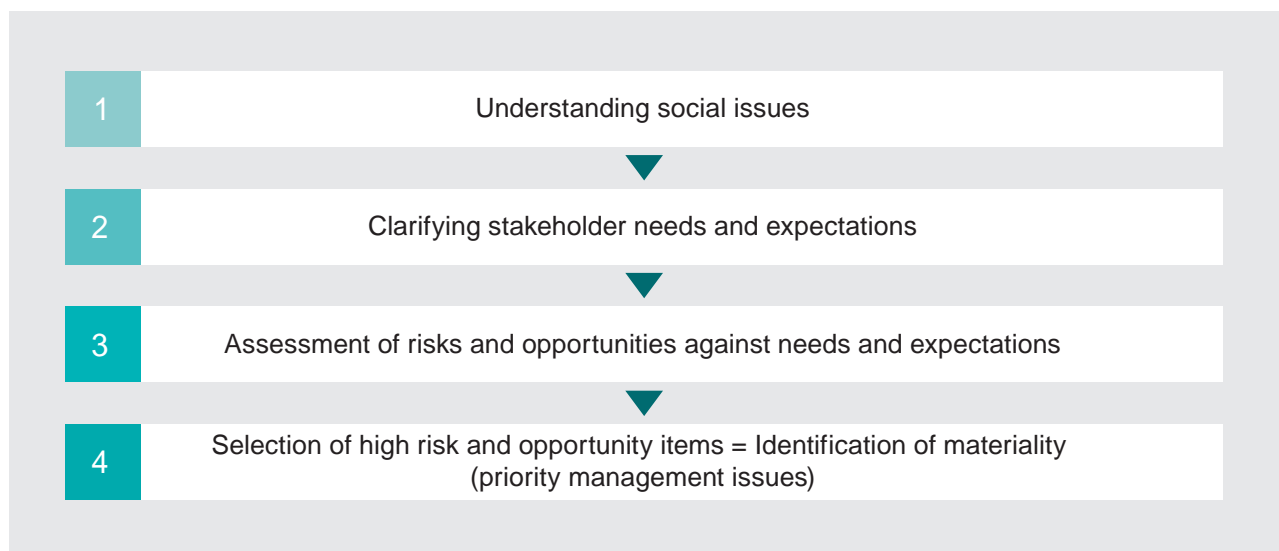 1
Understanding social issues
2
Clarifying stakeholder needs and expectations
3
Assessment of risks and opportunities against needs and expectations
4
Selection of high risk and opportunity items = Identification of materiality
(priority management issues)